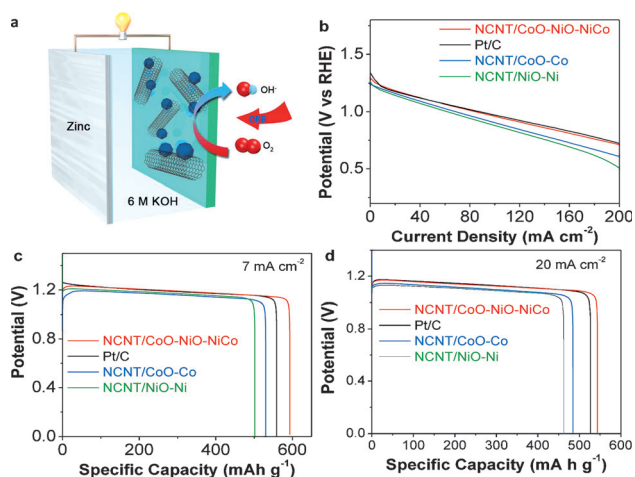 a
Zinc
6 M KOH
OH-
ORR
O2
b
Potential (V vs RHE)
1.5
1.0
0.5
NCNT/CoO-NiO-NiCo
Pt/C
NCNT/CoO-Co
NCNT/NiO-Ni
0 40 80 120 160 200
Current Density (mA cm-2)
c
7 mA cm-2
Potential (V)
1.2
0.8
0.4
0.0
NCNT/CoO-NiO-NiCo
Pt/C
NCNT/CoO-Co
NCNT/NiO-Ni
0 200 400 600
Specific Capacity (mAh g-1)
d
20 mA cm-2
Potential (V)
1.2
0.8
0.4
0.0
NCNT/CoO-NiO-NiCo
Pt/C
NCNT/CoO-Co
NCNT/NiO-Ni
0 100 200 300 400 500 600
Specific Capacity (mA h g-1)